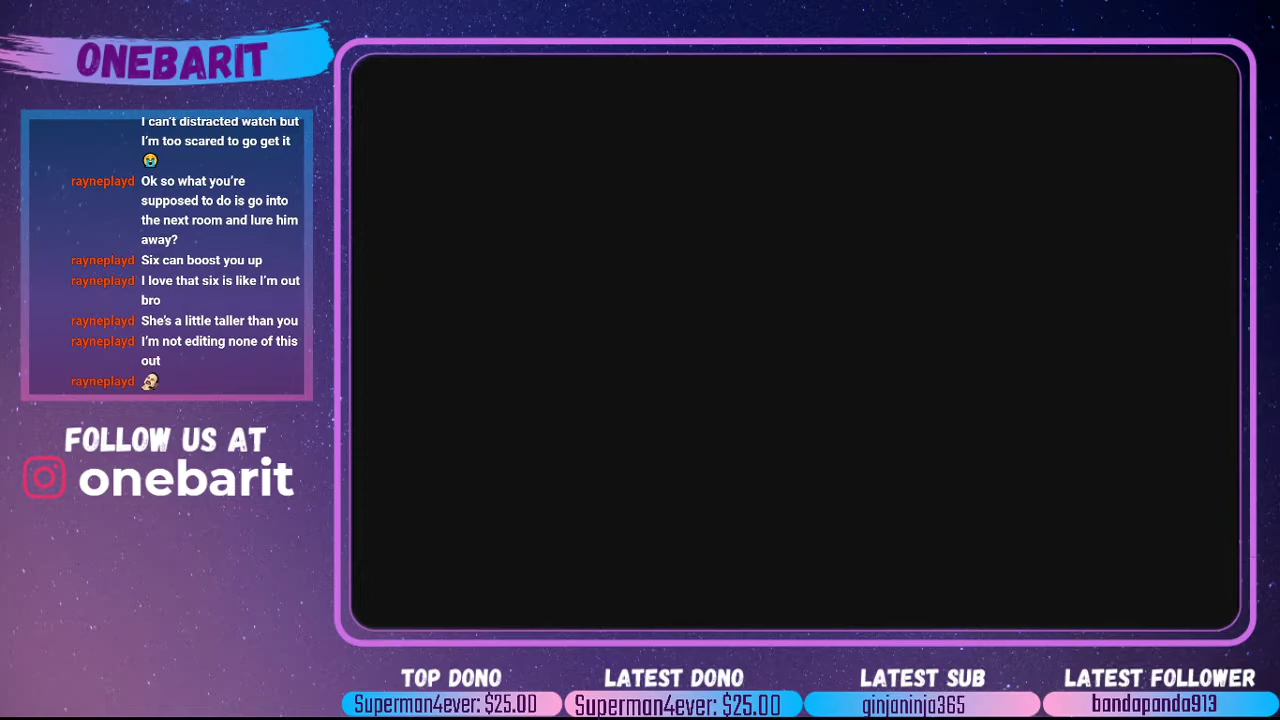 ONEBARIT
I can't distracted watch but
I'm too scared to go get it
😭
rayneplayd Ok so what you're
supposed to do is go into
the next room and lure him
away?
rayneplayd Six can boost you up
rayneplayd I love that six is like I'm out
bro
rayneplayd She's a little taller than you
rayneplayd I'm not editing none of this
out
rayneplayd
FOLLOW US AT
onebarit
TOP DONO LATEST DONO LATEST SUB LATEST FOLLOWER
Superman4ever: $25.00 Superman4ever: $25.00 ginjaninja365 bandapanda913